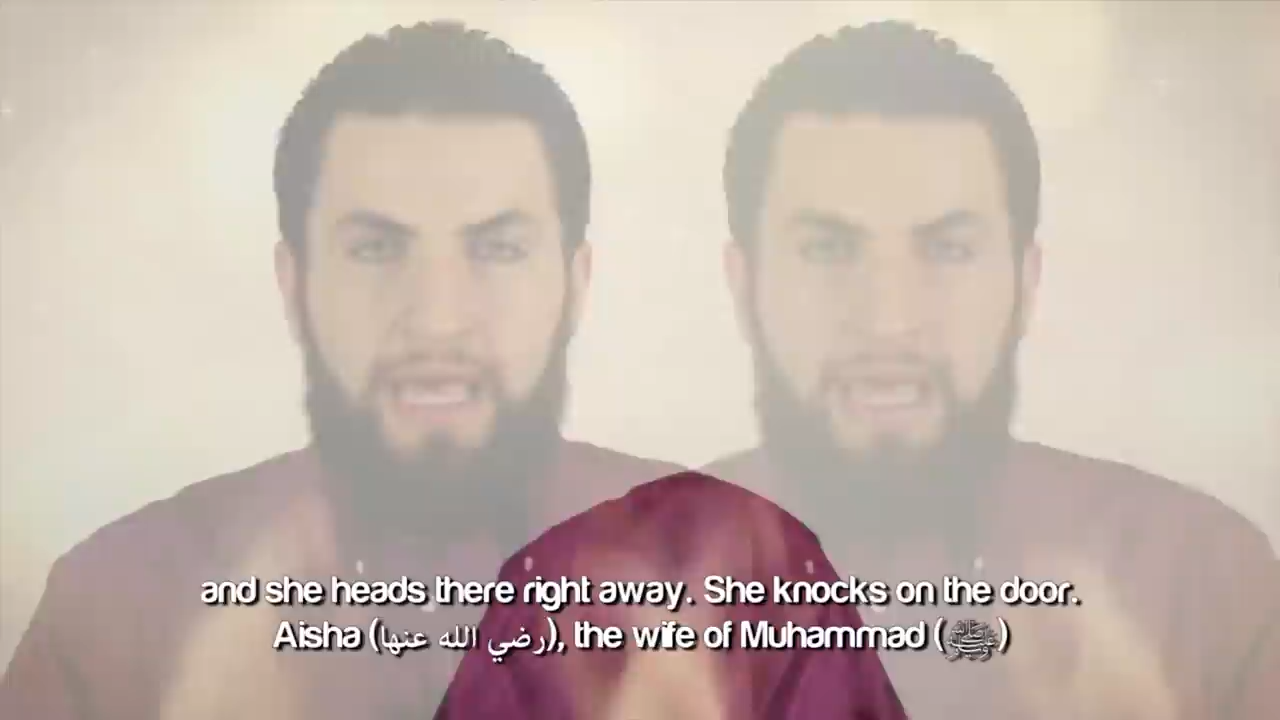 and she heads there right away. She knocks on the door.
Aisha (رضي الله عنها), the wife of Muhammad (ﷺ)